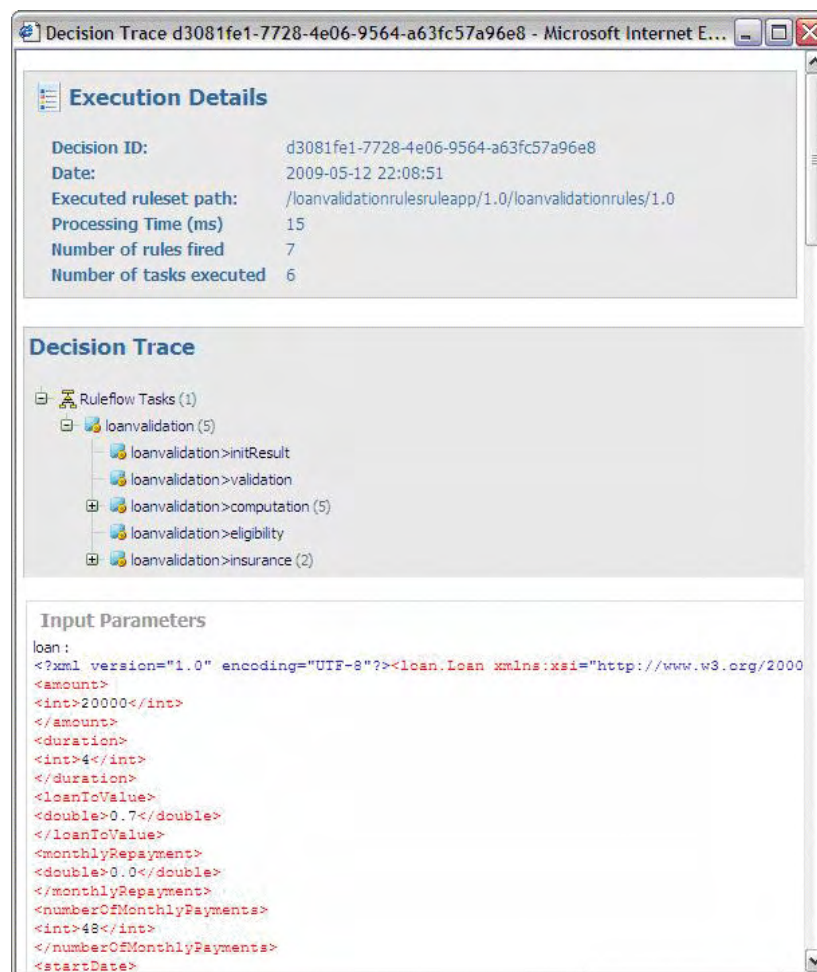 Decision Trace d3081fe1-7728-4e06-9564-a63fc57a96e8 - Microsoft Internet E...
Execution Details
Decision ID: d3081fe1-7728-4e06-9564-a63fc57a96e8
Date: 2009-05-12 22:08:51
Executed ruleset path: /loanvalidationrulesruleapp/1.0/loanvalidationrules/1.0
Processing Time (ms) 15
Number of rules fired 7
Number of tasks executed 6
Decision Trace
Ruleflow Tasks (1)
loanvalidation (5)
loanvalidation>initResult
loanvalidation>validation
loanvalidation>computation (5)
loanvalidation>eligibility
loanvalidation>insurance (2)
Input Parameters
loan :
<?xml version="1.0" encoding="UTF-8"?><loan.Loan xmlns:xsi="http://www.w3.org/2000
<amount>
<int>20000</int>
</amount>
<duration>
<int>4</int>
</duration>
<loanToValue>
<double>0.7</double>
</loanToValue>
<monthlyRepayment>
<double>0.0</double>
</monthlyRepayment>
<numberOfMonthlyPayments>
<int>48</int>
</numberOfMonthlyPayments>
<startDate>